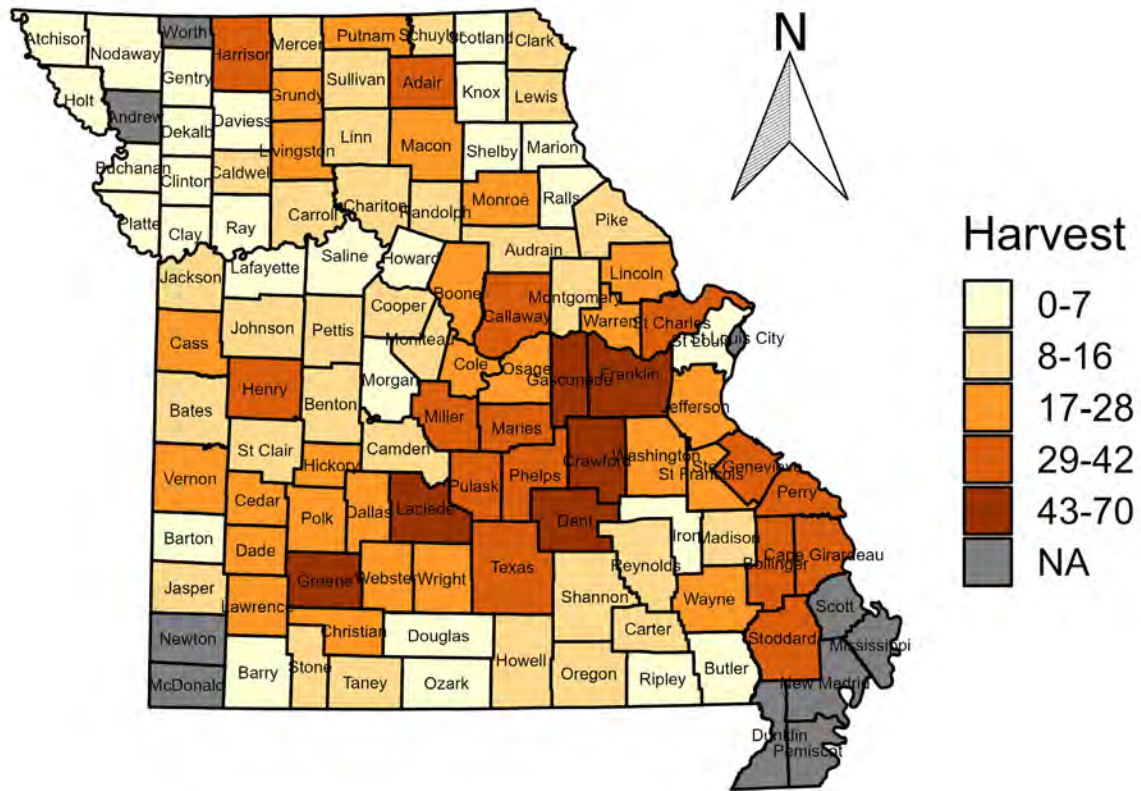 Worth
Atchison
Nodaway
Harrison
Mercer
Putnam
Schuyler
Scotland
Clark
N
Gentry
Sullivan
Adair
Knox
Lewis
Holt
Andrew
Grundy
Dekalb
Daviess
Linn
Macon
Livingston
Shelby
Marion
Buchanan
Clinton
Caldwell
Chariton
Randolph
Monroe
Ralls
Platte
Clay
Ray
Carroll
Pike
Audrain
Harvest
Jackson
Lafayette
Saline
Howard
Boone
Callaway
Montgomery
Lincoln
0-7
Johnson
Pettis
Cooper
Warren
St Charles
8-16
Cass
Moniteau
St Louis
St Louis City
Henry
Morgan
Cole
Osage
Gasconade
Franklin
17-28
Bates
Benton
Miller
Maries
Jefferson
29-42
St Clair
Camden
Crawford
Washington
Vernon
Hickory
Pulask
Phelps
St Francois
Ste Genevieve
43-70
Cedar
Polk
Dallas
Laclede
Dent
Perry
Barton
Dade
Iron
Madison
Cape Girardeau
NA
Jasper
Greene
Webster
Wright
Texas
Reynolds
Bollinger
Lawrence
Shannon
Wayne
Scott
Newton
Christian
Douglas
Carter
Stoddard
Mississippi
McDonald
Barry
Stone
Taney
Ozark
Howell
Oregon
Ripley
Butler
New Madrid
Dunklin
Pemiscot